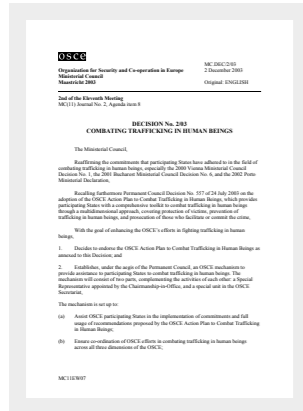 osce
MC.DEC/2/03
Organization for Security and Co-operation in Europe
2 December 2003
Ministerial Council
Maastricht 2003
Original: ENGLISH
2nd of the Eleventh Meeting
MC(11) Journal No. 2, Agenda item 8
DECISION No. 2/03
COMBATING TRAFFICKING IN HUMAN BEINGS
The Ministerial Council,
Reaffirming the commitments that participating States have adhered to in the field of
combating trafficking in human beings, especially the 2000 Vienna Ministerial Council
Decision No. 1, the 2001 Bucharest Ministerial Council Decision No. 6, and the 2002 Porto
Ministerial Declaration,
Recalling furthermore Permanent Council Decision No. 557 of 24 July 2003 on the
adoption of the OSCE Action Plan to Combat Trafficking in Human Beings, which provides
participating States with a comprehensive toolkit to combat trafficking in human beings
through a multidimensional approach, covering protection of victims, prevention of
trafficking in human beings, and prosecution of those who facilitate or commit the crime,
With the goal of enhancing the OSCE's efforts in fighting trafficking in human
beings,
1. Decides to endorse the OSCE Action Plan to Combat Trafficking in Human Beings as
annexed to this Decision; and
2. Establishes, under the aegis of the Permanent Council, an OSCE mechanism to
provide assistance to participating States to combat trafficking in human beings. The
mechanism will consist of two parts, complementing the activities of each other: a Special
Representative appointed by the Chairmanship-in-Office, and a special unit in the OSCE
Secretariat.
The mechanism is set up to:
(a) Assist OSCE participating States in the implementation of commitments and full
usage of recommendations proposed by the OSCE Action Plan to Combat Trafficking
in Human Beings;
(b) Ensure co-ordination of OSCE efforts in combating trafficking in human beings
across all three dimensions of the OSCE;
MC11EW07